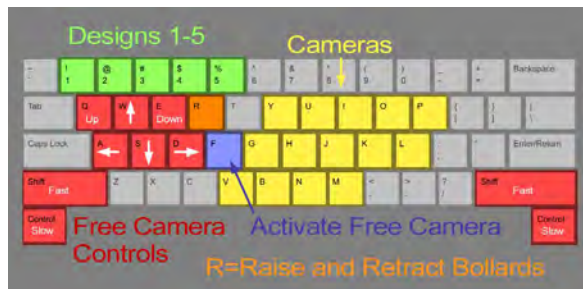 Designs 1-5
Cameras
~ ! @ # $ % ^ & * ( ) _ + Backspace
1 2 3 4 5 6 7 8 9 0 - =
Tab Q W E R T Y U I O P { } |
Up Down [ ] \
Caps Lock A S D F G H J K L Enter/Return
Shift Z X C V B N M < > ? Shift
Fast , . / Fast
Control Control
Slow Slow
Free Camera
Controls
Activate Free Camera
R=Raise and Retract Bollards